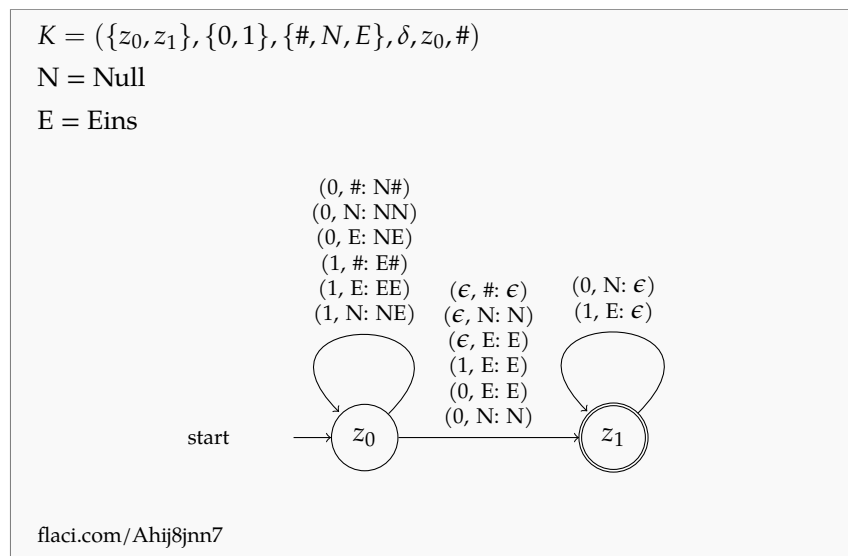 K = ({z₀, z₁}, {0, 1}, {#, N, E}, δ, z₀, #)
N = Null
E = Eins
(0, #: N#)
(0, N: NN)
(0, E: NE)
(1, #: E#)
(1, E: EE)
(1, N: NE)
(ϵ, #: ϵ)
(ϵ, N: N)
(ϵ, E: E)
(1, E: E)
(0, E: E)
(0, N: N)
(0, N: ϵ)
(1, E: ϵ)
start
z₀
z₁
flaci.com/Ahij8jnn7